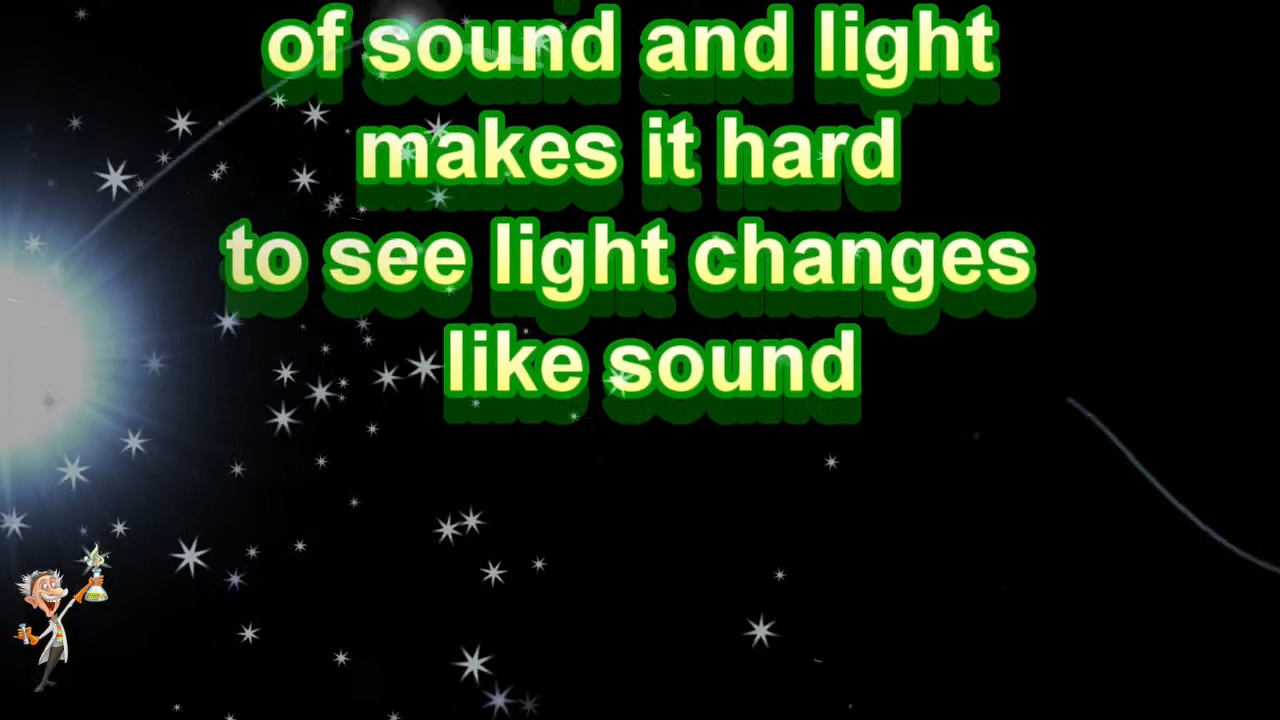 of sound and light
makes it hard
to see light changes
like sound